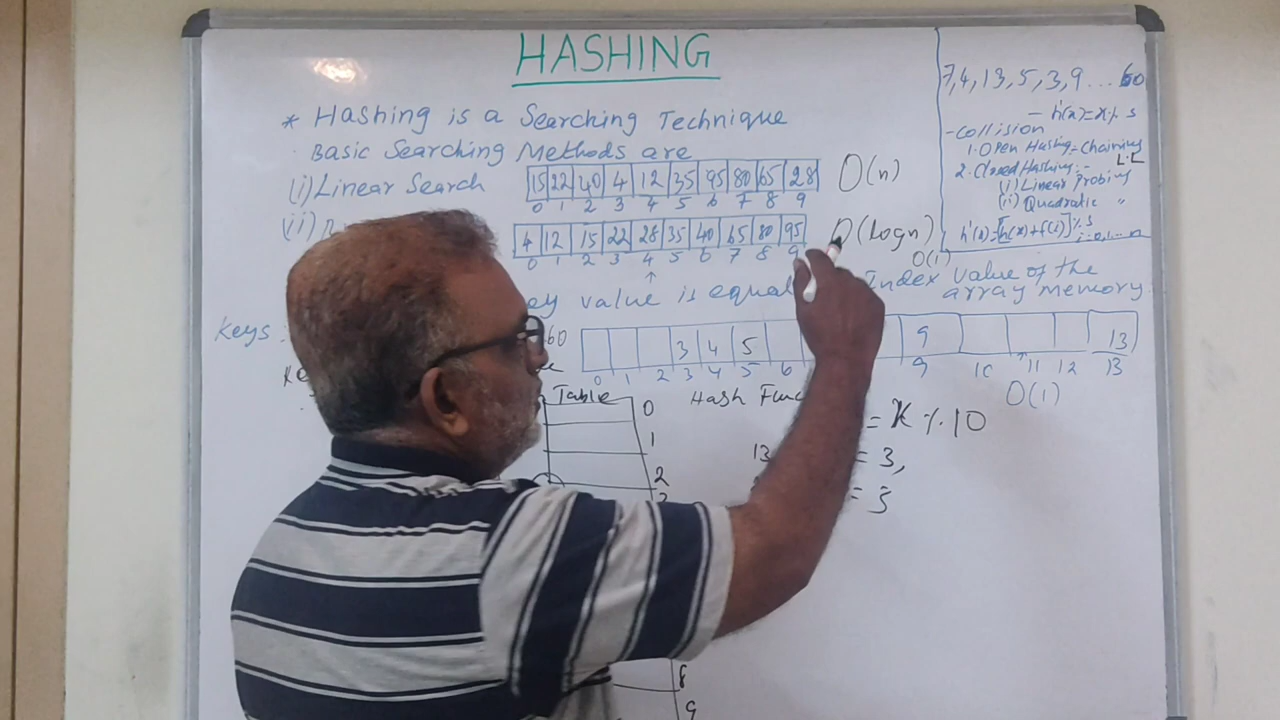 HASHING
* Hashing is a Searching Technique
Basic Searching Methods are
(i) Linear Search 15 22 40 4 12 35 95 80 65 28 O(n)
0 1 2 3 4 5 6 7 8 9
(ii)
4 12 15 22 28 35 40 65 80 95 O(logn)
0 1 2 3 4 5 6 7 8 9
O(1)
ey value is equal Index value of the
array memory
Keys : 60 3 4 5 9 13
0 1 2 3 4 5 6 9 10 11 12 13
O(1)
Table
0
1
2
8
9
Hash Func
= K % 10
13 = 3,
= 5
7, 4, 13, 5, 3, 9 ... 60
- h'(x) = x % s
- Collision
1. Open Hashing - Chaining
L.L
2. Closed Hashing :-
(i) Linear Probing
(ii) Quadratic "
h'(x) = [h(x) + f(i)] % s
i = 0, 1 ... n